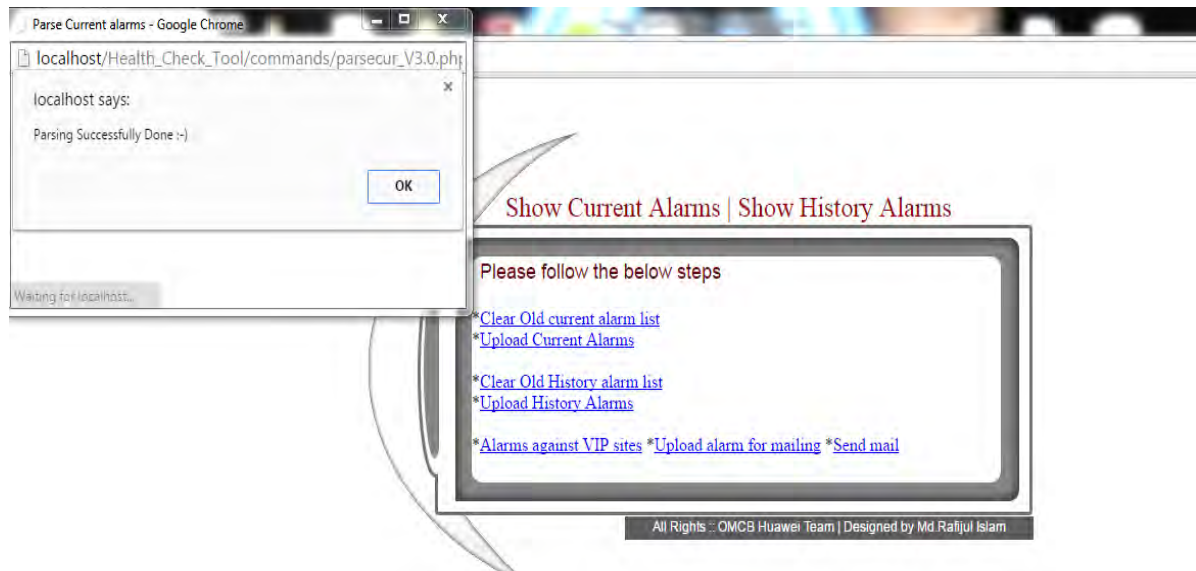 Parse Current alarms - Google Chrome
localhost/Health_Check_Tool/commands/parsecur_V3.0.php
localhost says:
Parsing Successfully Done :-)
OK
Waiting for localhost...
Show Current Alarms | Show History Alarms
Please follow the below steps
*Clear Old current alarm list
*Upload Current Alarms
*Clear Old History alarm list
*Upload History Alarms
*Alarms against VIP sites *Upload alarm for mailing *Send mail
All Rights :: OMCB Huawei Team | Designed by Md.Rafijul Islam